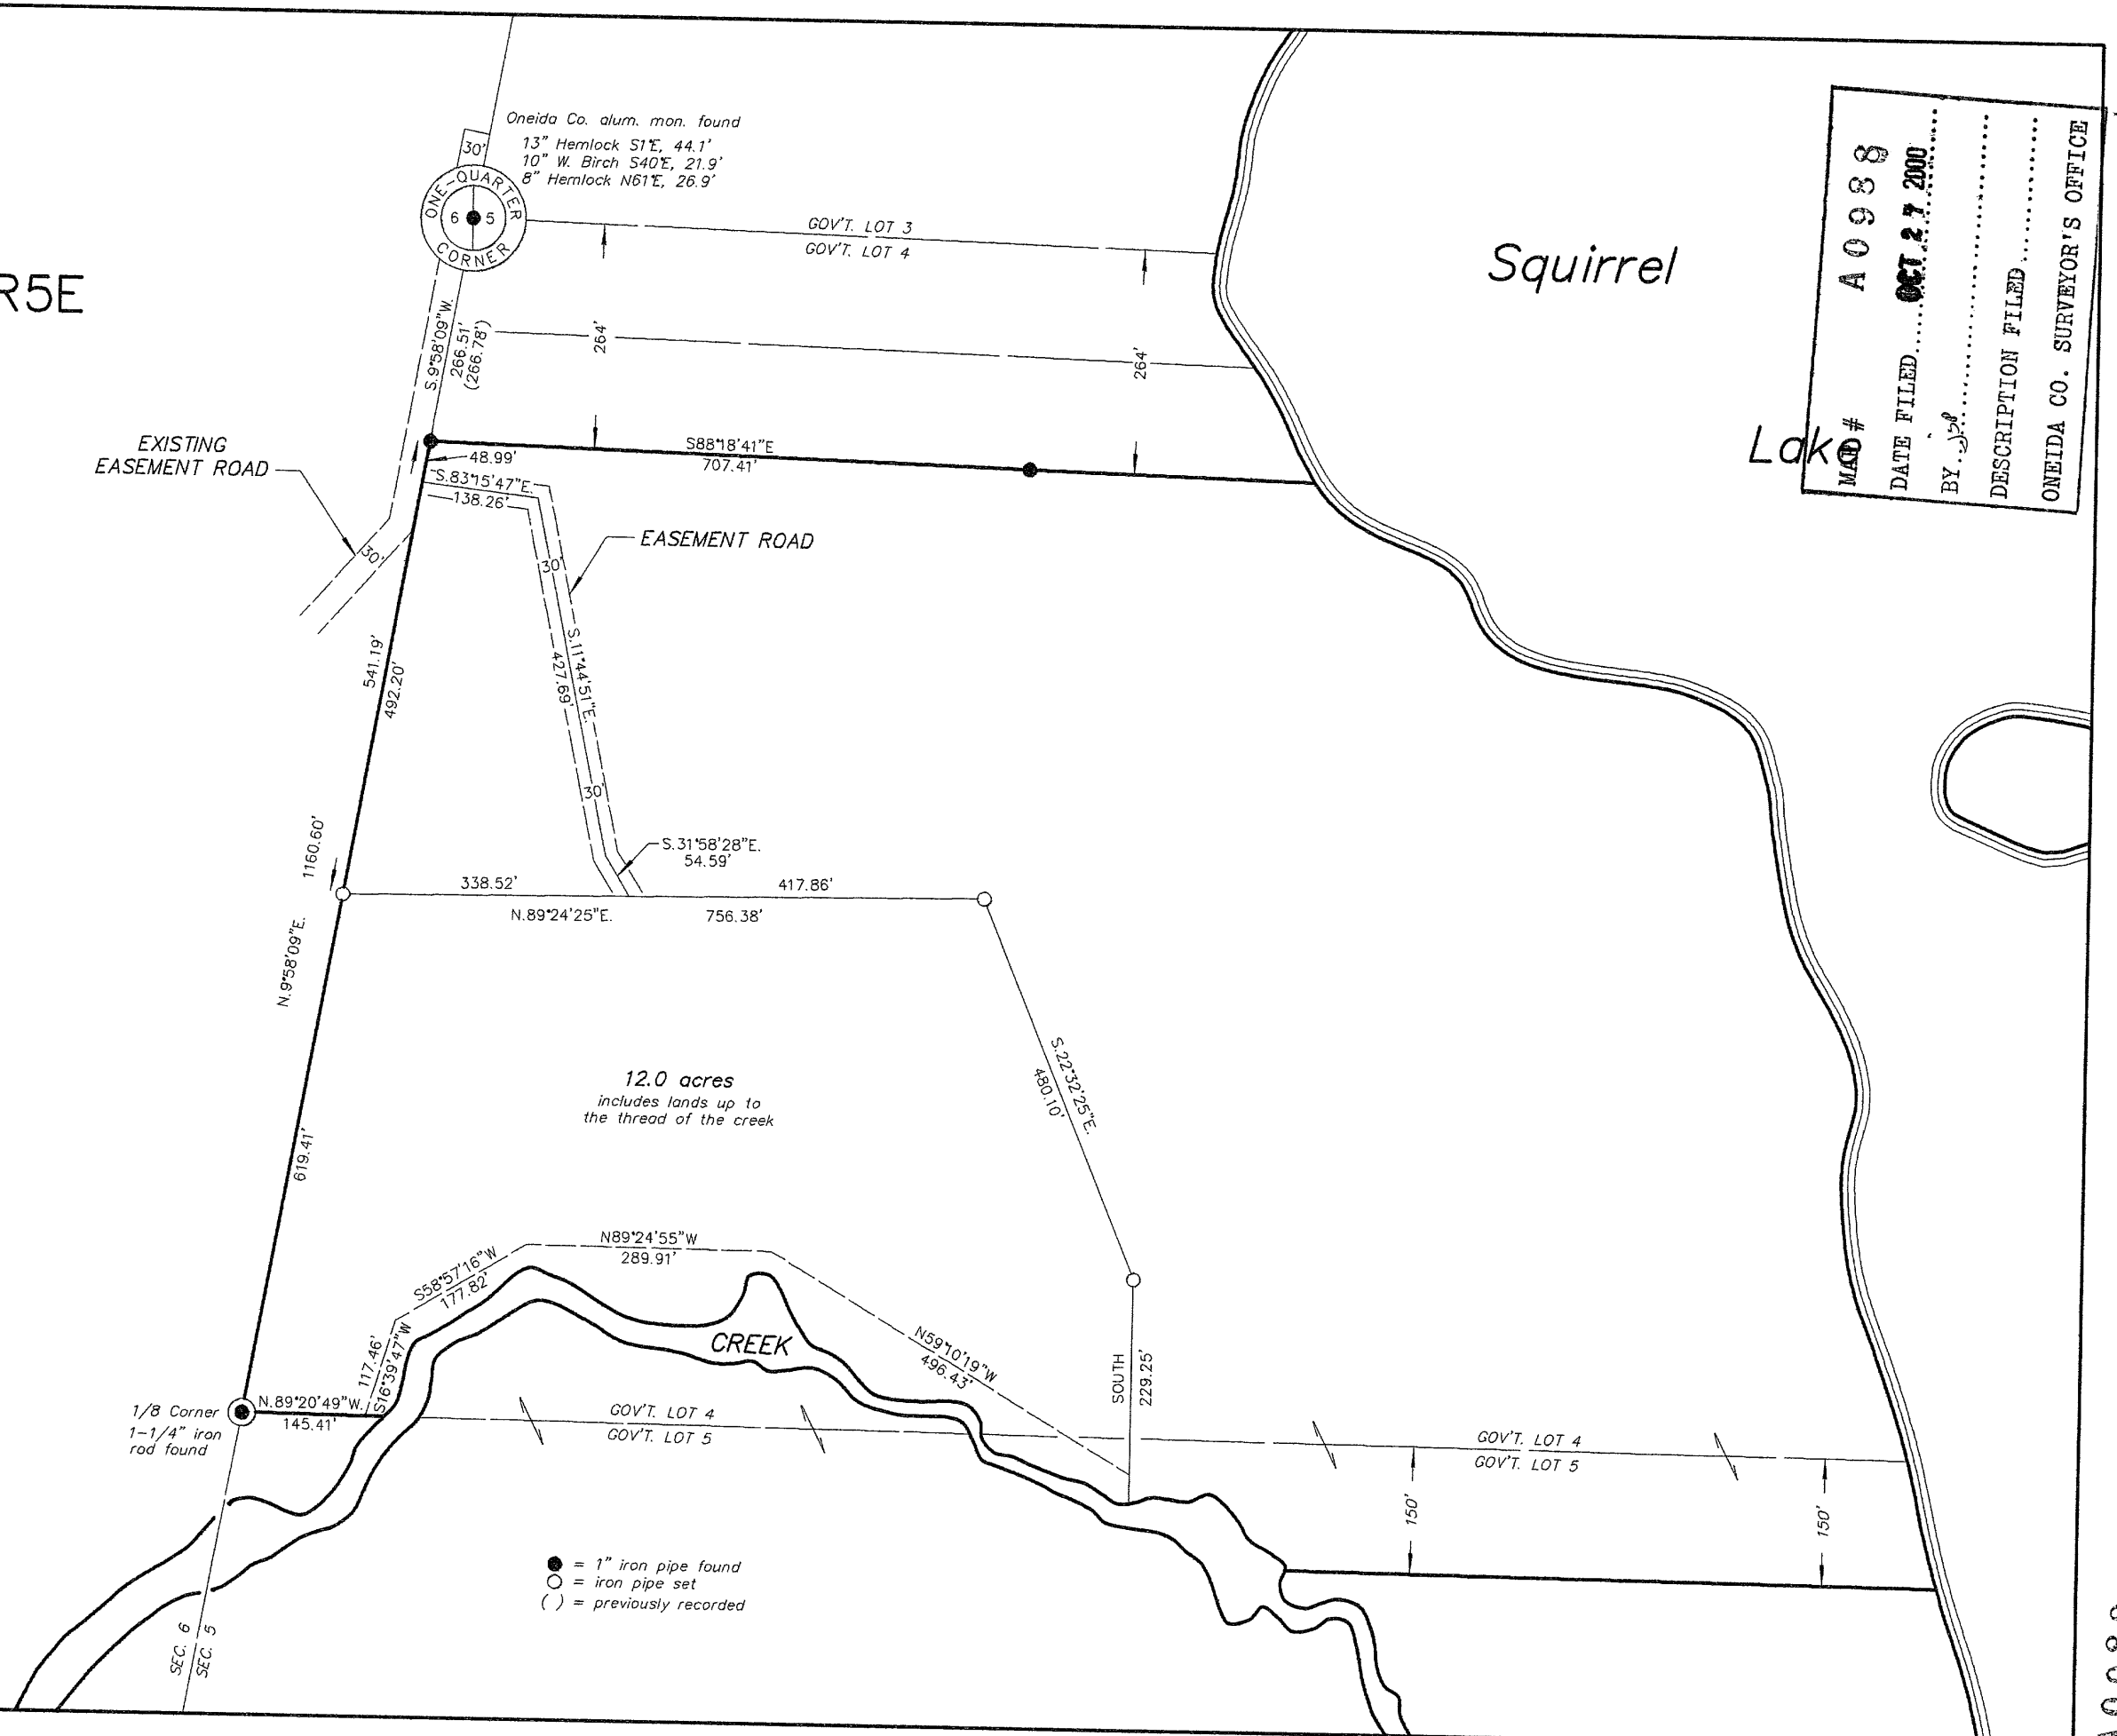 R5E
Oneida Co. alum. mon. found
13" Hemlock S1°E, 44.1'
10" W. Birch S40°E, 21.9'
8" Hemlock N61°E, 26.9'
30'
ONE-QUARTER
6 5
CORNER
GOV'T. LOT 3
GOV'T. LOT 4
264'
264'
S.9°58'09"W.
266.51'
(266.78')
Squirrel
Lake
MAP # A0988
DATE FILED OCT 27 2000
BY
DESCRIPTION FILED
ONEIDA CO. SURVEYOR'S OFFICE
EXISTING
EASEMENT ROAD
30'
S88°18'41"E
707.41'
48.99'
S.83°15'47"E.
138.26'
EASEMENT ROAD
30'
S.11°44'51"E.
427.69'
30'
541.19'
492.20'
S.31°58'28"E.
54.59'
1160.60'
N.9°58'09"E.
338.52'
417.86'
N.89°24'25"E.
756.38'
S.22°32'25"E.
480.10'
12.0 acres
includes lands up to
the thread of the creek
619.41'
N89°24'55"W
289.91'
S58°57'16"W
177.82'
117.46'
S16°39'47"W
CREEK
N59°10'19"W
496.43'
SOUTH
229.25'
1/8 Corner
1-1/4" iron
rod found
N.89°20'49"W.
145.41'
GOV'T. LOT 4
GOV'T. LOT 5
GOV'T. LOT 4
GOV'T. LOT 5
150'
150'
● = 1" iron pipe found
○ = iron pipe set
( ) = previously recorded
SEC. 6
SEC. 5